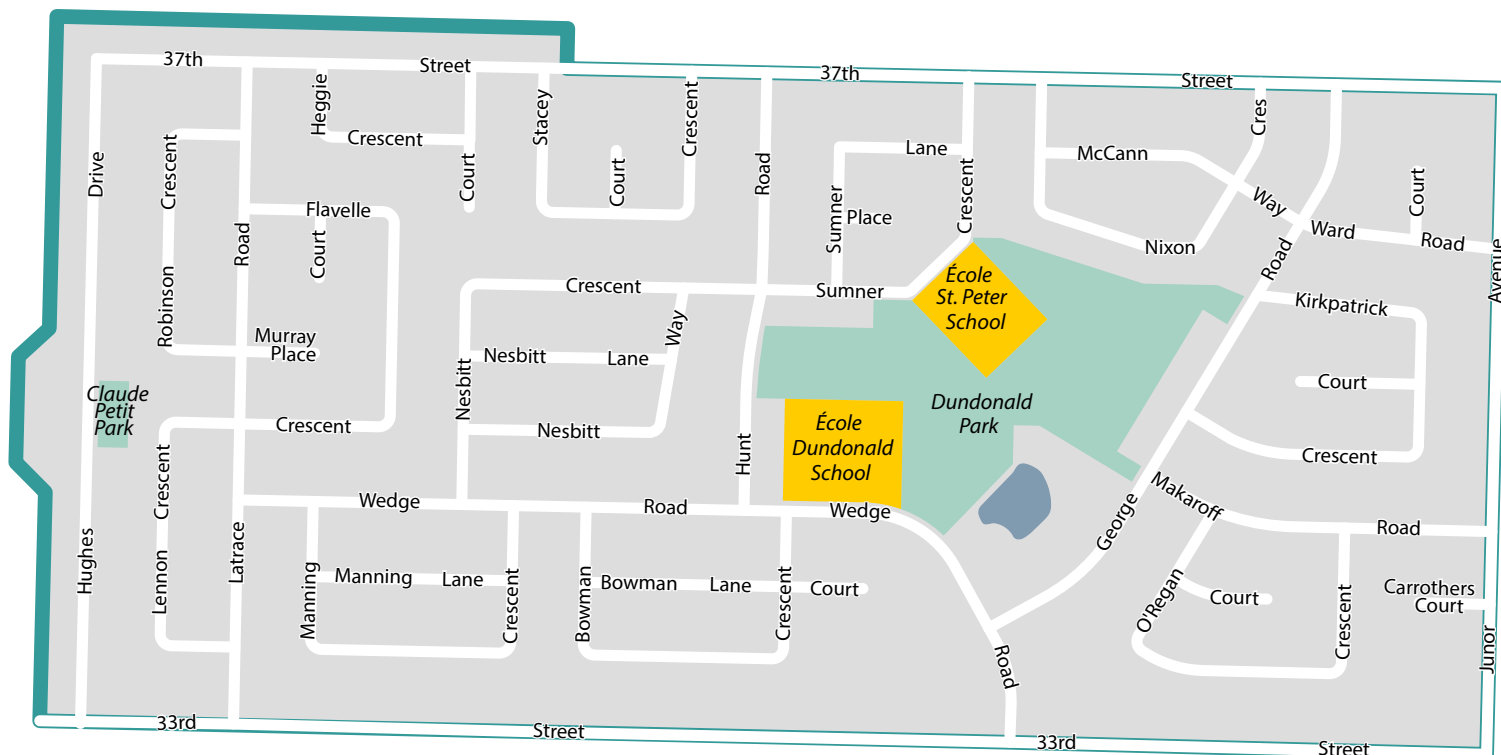 37th
Street
37th
Street
Drive
Crescent
Heggie
Crescent
Court
Stacey
Court
Crescent
Road
Lane
Crescent
McCann
Cres
Way
Ward
Road
Court
Avenue
Flavelle
Court
Road
Robinson
Sumner
Place
Nixon
Road
Crescent
Sumner
École
St. Peter
School
Kirkpatrick
Murray
Place
Nesbitt
Lane
Way
Nesbitt
Claude
Petit
Park
Court
Crescent
Nesbitt
Hunt
École
Dundonald
School
Dundonald
Park
Crescent
Crescent
Wedge
Road
Wedge
George
Makaroff
Road
Hughes
Lennon
Latrace
Manning
Manning
Lane
Crescent
Bowman
Bowman
Lane
Crescent
Court
O'Regan
Court
Crescent
Carrothers
Court
Junor
Road
33rd
Street
33rd
Street